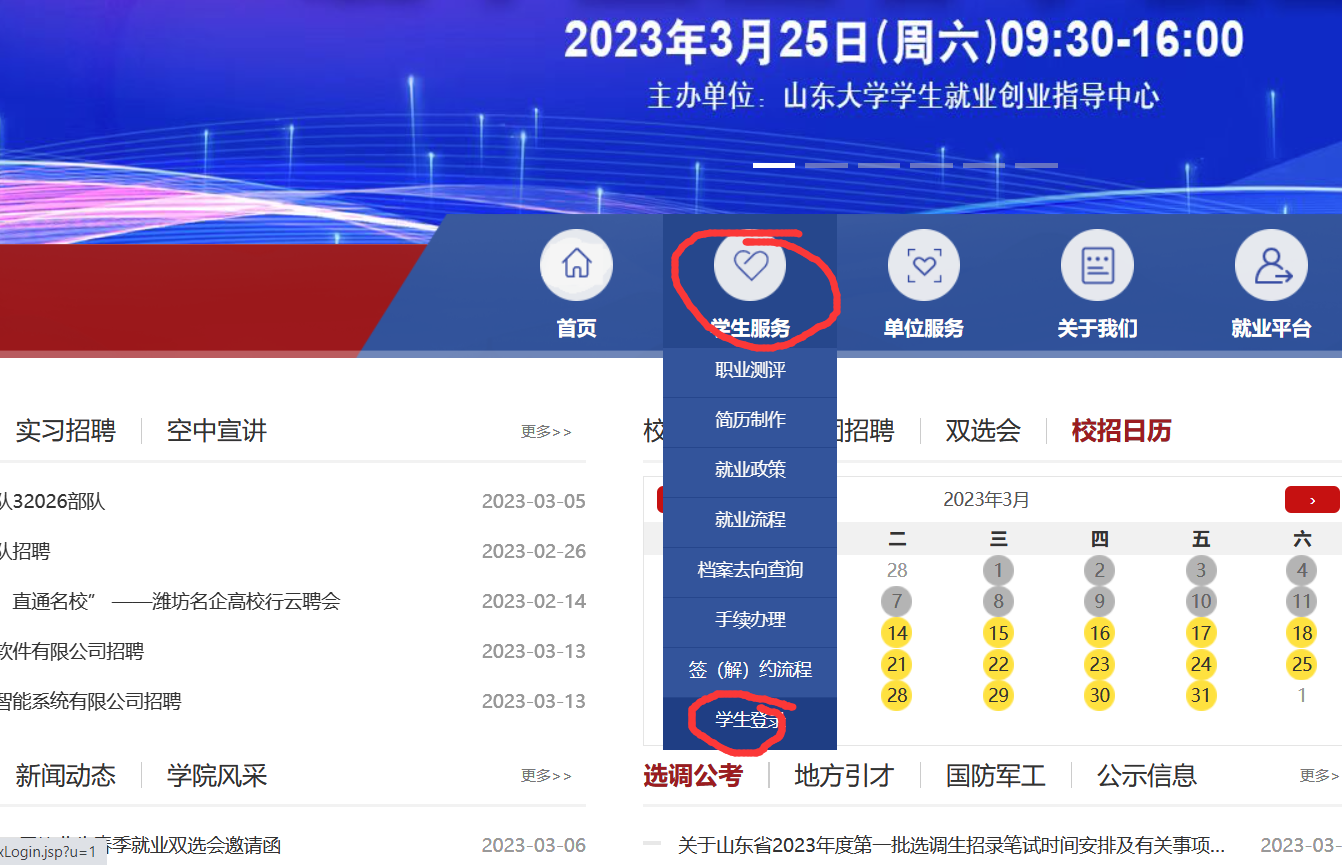 2023年3月25日(周六)09:30-16:00
主办单位：山东大学学生就业创业指导中心
首页
学生服务
单位服务
关于我们
就业平台
职业测评
简历制作
就业政策
就业流程
档案去向查询
手续办理
签（解）约流程
学生登录
实习招聘
空中宣讲
更多>>
队32026部队
2023-03-05
队招聘
2023-02-26
直通名校” ——潍坊名企高校行云聘会
2023-02-14
软件有限公司招聘
2023-03-13
智能系统有限公司招聘
2023-03-13
校
招聘
双选会
校招日历
2023年3月
›
二 三 四 五 六
28 1 2 3 4
7 8 9 10 11
14 15 16 17 18
21 22 23 24 25
28 29 30 31 1
新闻动态
学院风采
更多>>
春季就业双选会邀请函
2023-03-06
选调公考
地方引才
国防军工
公示信息
更多>
关于山东省2023年度第一批选调生招录笔试时间安排及有关事项...
2023-03-
xLogin.jsp?u=1